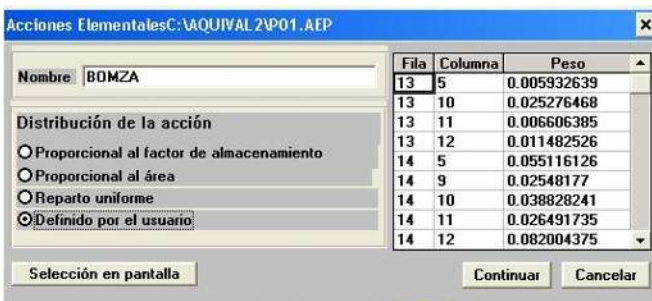 Acciones ElementalesC:\AQUIVAL2\P01.AEP
Nombre BOMZA
Distribución de la acción
Proporcional al factor de almacenamiento
Proporcional al área
Reparto uniforme
Definido por el usuario
Selección en pantalla
Fila Columna Peso
13 5 0.005932639
13 10 0.025276468
13 11 0.006606385
13 12 0.011482526
14 5 0.055116126
14 9 0.02548177
14 10 0.038828241
14 11 0.026491735
14 12 0.082004375
Continuar Cancelar